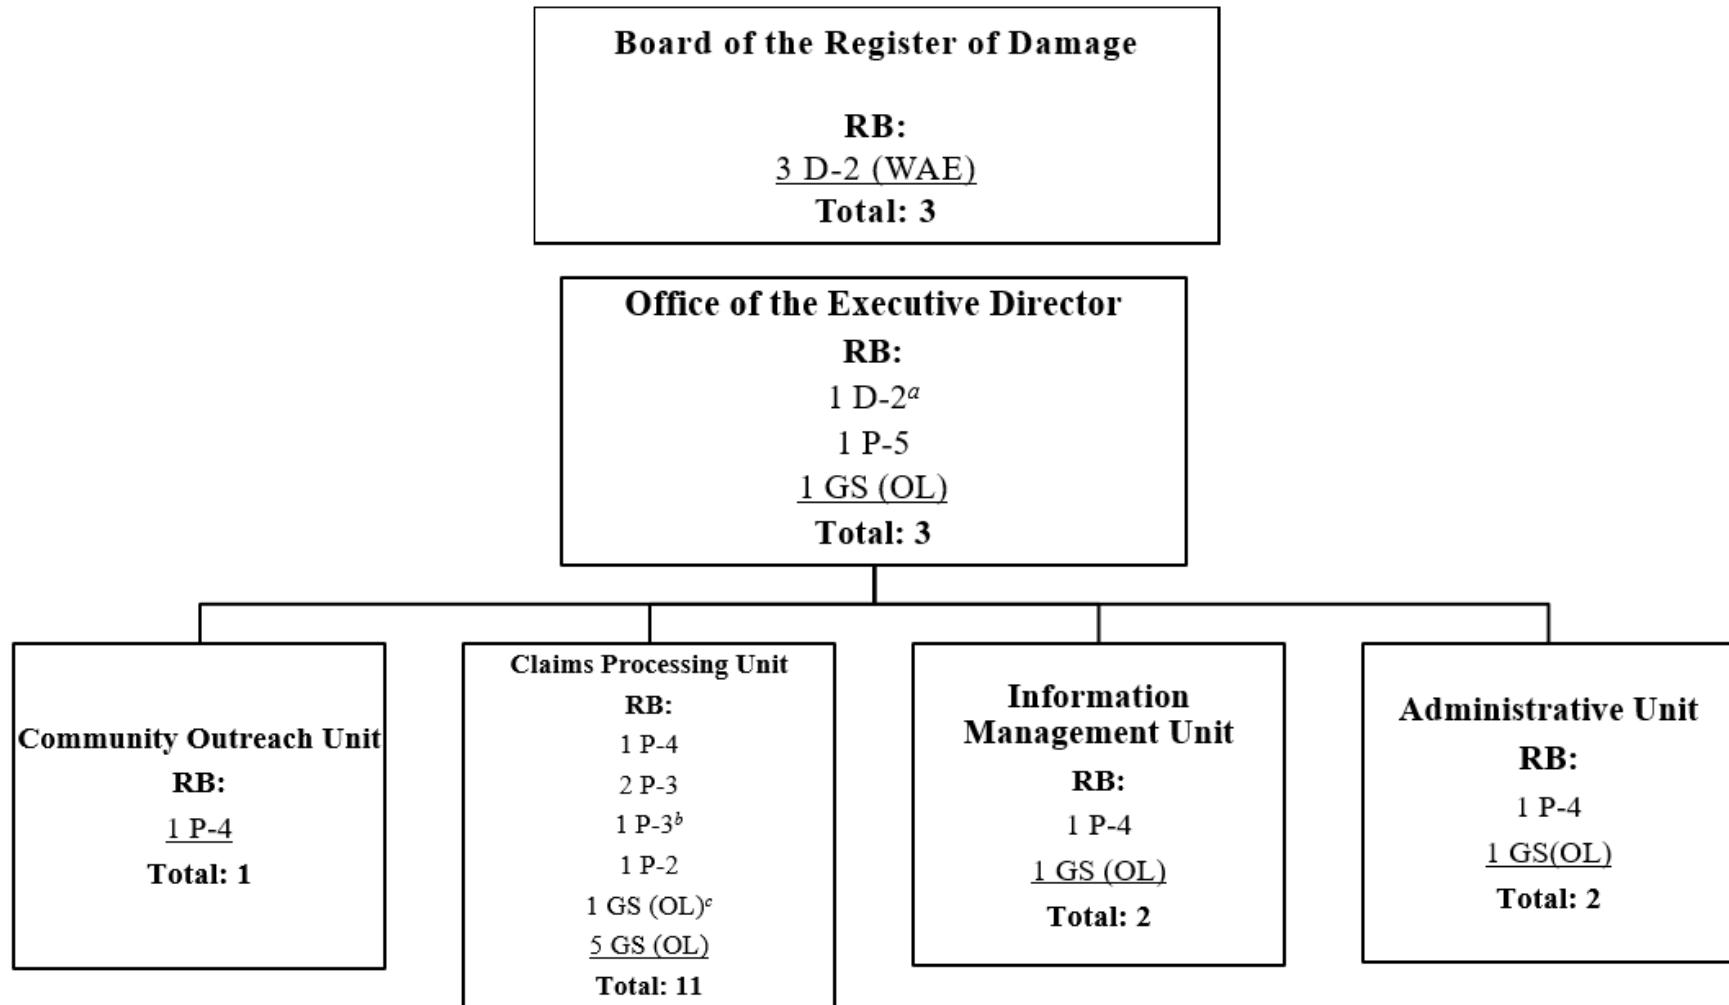 Board of the Register of Damage
RB:
3 D-2 (WAE)
Total: 3
Office of the Executive Director
RB:
1 D-2a
1 P-5
1 GS (OL)
Total: 3
Community Outreach Unit
RB:
1 P-4
Total: 1
Claims Processing Unit
RB:
1 P-4
2 P-3
1 P-3b
1 P-2
1 GS (OL)c
5 GS (OL)
Total: 11
Information
Management Unit
RB:
1 P-4
1 GS (OL)
Total: 2
Administrative Unit
RB:
1 P-4
1 GS(OL)
Total: 2